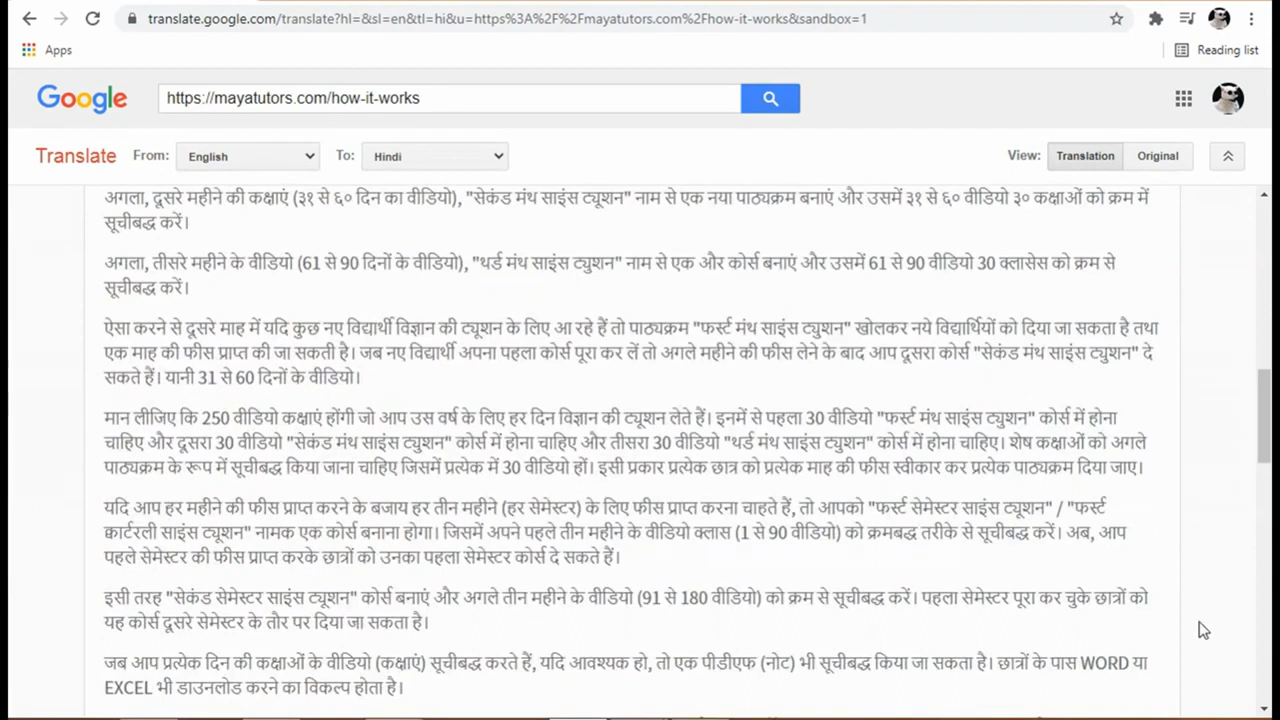 translate.google.com/translate?hl=&sl=en&tl=hi&u=https%3A%2F%2Fmayatutors.com%2Fhow-it-works&sandbox=1
Apps
Reading list
Google
https://mayatutors.com/how-it-works
Translate From: English To: Hindi View: Translation Original
अगला, दूसरे महीने की कक्षाएं (३१ से ६० दिन का वीडियो), "सेकंड मंथ साइंस ट्यूशन" नाम से एक नया पाठ्यक्रम बनाएं और उसमें ३१ से ६० वीडियो ३० कक्षाओं को क्रम में
सूचीबद्ध करें।
अगला, तीसरे महीने के वीडियो (61 से 90 दिनों के वीडियो), "थर्ड मंथ साइंस ट्युशन" नाम से एक और कोर्स बनाएं और उसमें 61 से 90 वीडियो 30 क्लासेस को क्रम से
सूचीबद्ध करें।
ऐसा करने से दूसरे माह में यदि कुछ नए विद्यार्थी विज्ञान की ट्यूशन के लिए आ रहे हैं तो पाठ्यक्रम "फर्स्ट मंथ साइंस ट्युशन" खोलकर नये विद्यार्थियों को दिया जा सकता है तथा
एक माह की फीस प्राप्त की जा सकती है। जब नए विद्यार्थी अपना पहला कोर्स पूरा कर लें तो अगले महीने की फीस लेने के बाद आप दूसरा कोर्स "सेकंड मंथ साइंस ट्युशन" दे
सकते हैं। यानी 31 से 60 दिनों के वीडियो।
मान लीजिए कि 250 वीडियो कक्षाएं होंगी जो आप उस वर्ष के लिए हर दिन विज्ञान की ट्यूशन लेते हैं। इनमें से पहला 30 वीडियो "फर्स्ट मंथ साइंस ट्युशन" कोर्स में होना
चाहिए और दूसरा 30 वीडियो "सेकंड मंथ साइंस ट्युशन" कोर्स में होना चाहिए और तीसरा 30 वीडियो "थर्ड मंथ साइंस ट्युशन" कोर्स में होना चाहिए। शेष कक्षाओं को अगले
पाठ्यक्रम के रूप में सूचीबद्ध किया जाना चाहिए जिसमें प्रत्येक में 30 वीडियो हों। इसी प्रकार प्रत्येक छात्र को प्रत्येक माह की फीस स्वीकार कर प्रत्येक पाठ्यक्रम दिया जाए।
यदि आप हर महीने की फीस प्राप्त करने के बजाय हर तीन महीने (हर सेमेस्टर) के लिए फीस प्राप्त करना चाहते हैं, तो आपको "फर्स्ट सेमेस्टर साइंस ट्यूशन" / "फर्स्ट
क्वार्टरली साइंस ट्यूशन" नामक एक कोर्स बनाना होगा। जिसमें अपने पहले तीन महीने के वीडियो क्लास (1 से 90 वीडियो) को क्रमबद्ध तरीके से सूचीबद्ध करें। अब, आप
पहले सेमेस्टर की फीस प्राप्त करके छात्रों को उनका पहला सेमेस्टर कोर्स दे सकते हैं।
इसी तरह "सेकंड सेमेस्टर साइंस ट्यूशन" कोर्स बनाएं और अगले तीन महीने के वीडियो (91 से 180 वीडियो) को क्रम से सूचीबद्ध करें। पहला सेमेस्टर पूरा कर चुके छात्रों को
यह कोर्स दूसरे सेमेस्टर के तौर पर दिया जा सकता है।
जब आप प्रत्येक दिन की कक्षाओं के वीडियो (कक्षाएं) सूचीबद्ध करते हैं, यदि आवश्यक हो, तो एक पीडीएफ (नोट) भी सूचीबद्ध किया जा सकता है। छात्रों के पास WORD या
EXCEL भी डाउनलोड करने का विकल्प होता है।